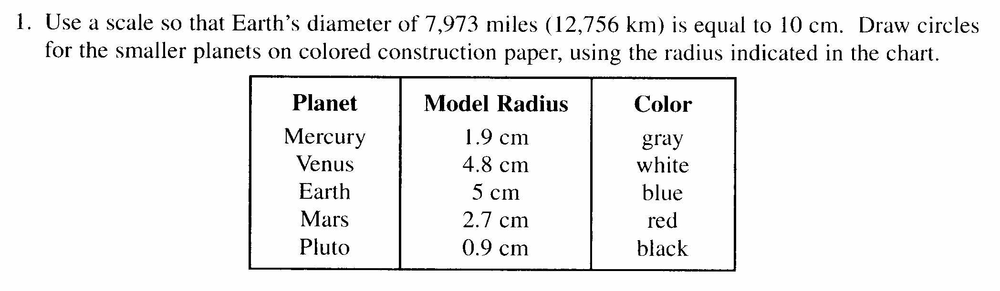 1. Use a scale so that Earth's diameter of 7,973 miles (12,756 km) is equal to 10 cm. Draw circles
for the smaller planets on colored construction paper, using the radius indicated in the chart.
Planet Model Radius Color
Mercury 1.9 cm gray
Venus 4.8 cm white
Earth 5 cm blue
Mars 2.7 cm red
Pluto 0.9 cm black